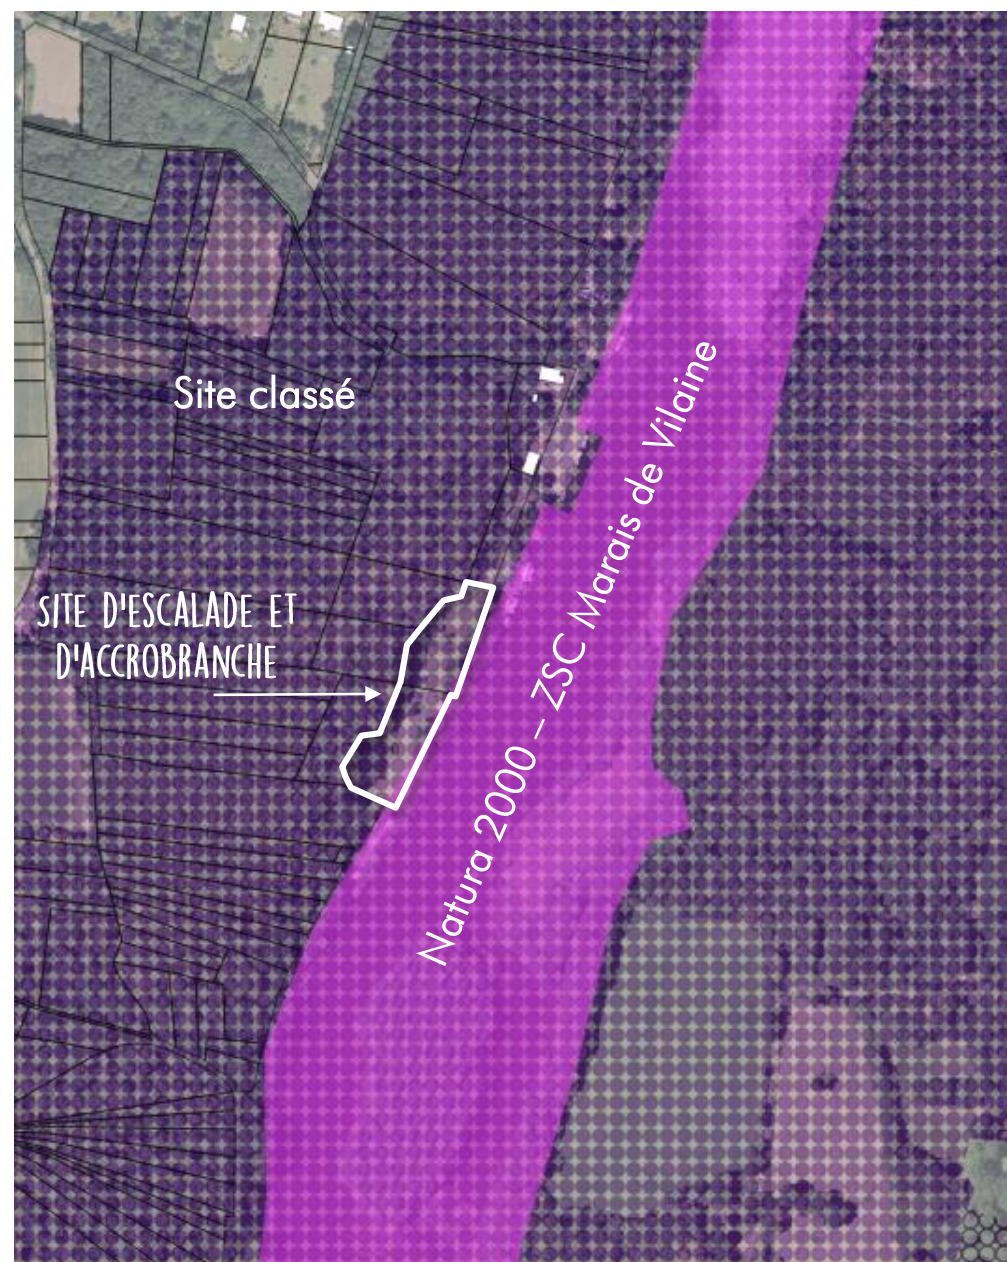 Site classé
Natura 2000 – ZSC Marais de Vilaine
SITE D'ESCALADE ET
D'ACCROBRANCHE